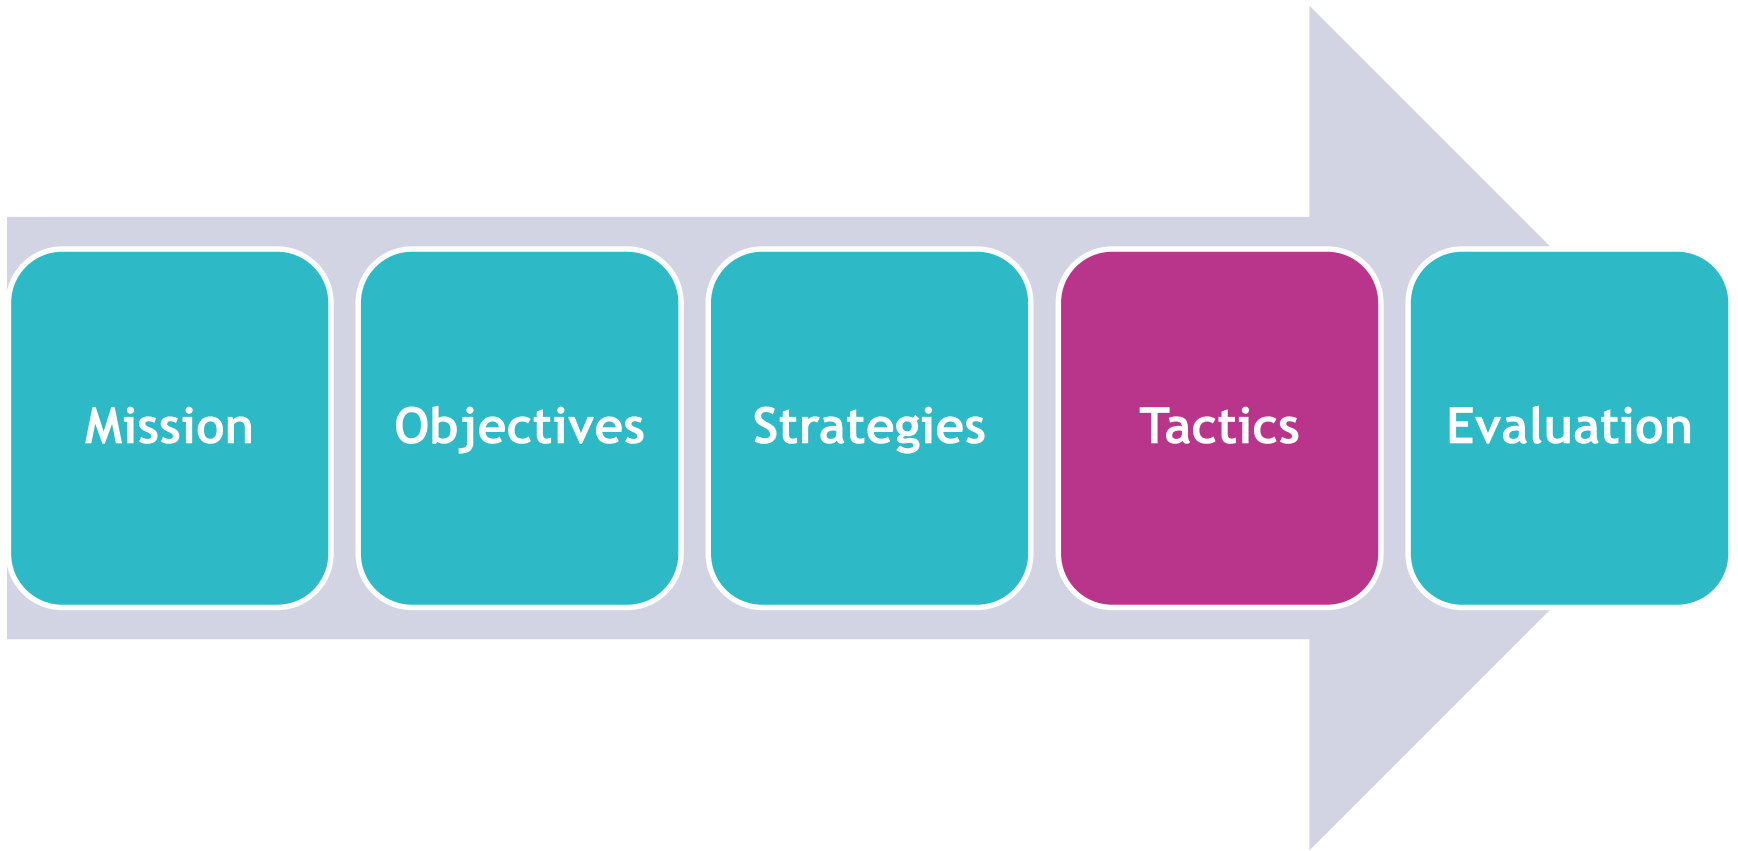 Mission
Objectives
Strategies
Tactics
Evaluation